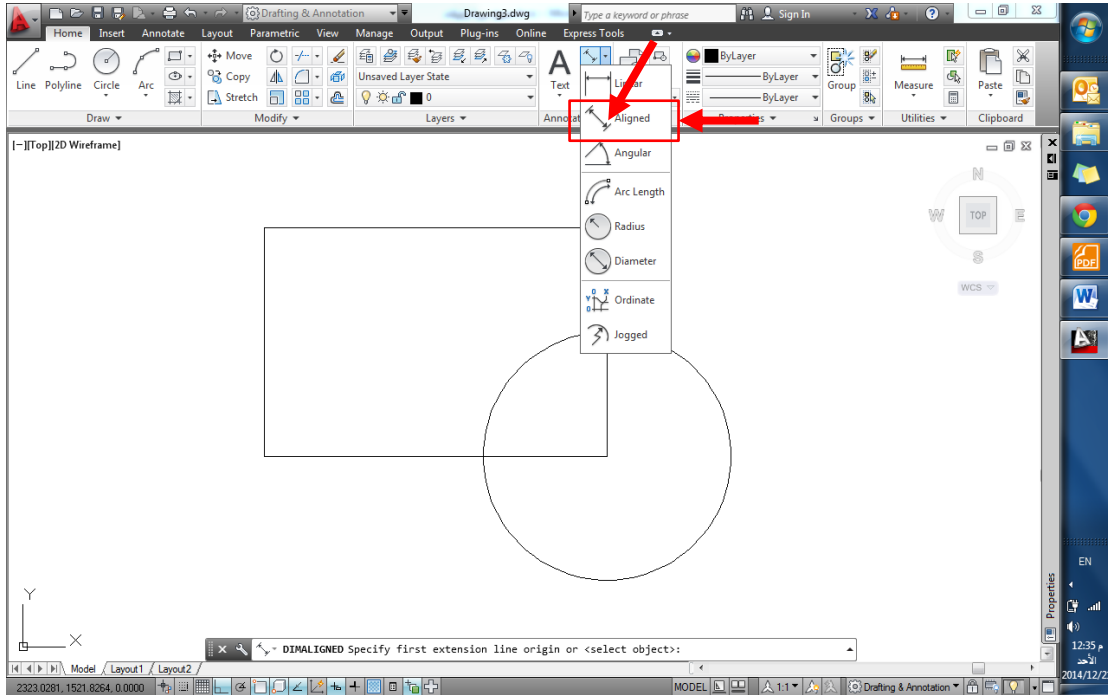 Drafting & Annotation
Drawing3.dwg
Type a keyword or phrase
Sign In
Home Insert Annotate Layout Parametric View Manage Output Plug-ins Online Express Tools
Line Polyline Circle Arc
Move
Copy
Stretch
Unsaved Layer State
0
Text
ByLayer
ByLayer
ByLayer
Group
Measure
Paste
Draw Modify Layers Properties Groups Utilities Clipboard
Linear
Aligned
Angular
Arc Length
Radius
Diameter
Ordinate
Jogged
[−][Top][2D Wireframe]
N
W TOP E
S
WCS
PDF
Y
X
Properties
EN
DIMALIGNED Specify first extension line origin or <select object>:
Model Layout1 Layout2
2323.0281, 1521.8264, 0.0000
MODEL
1:1
Drafting & Annotation
12:35 م
الأحد